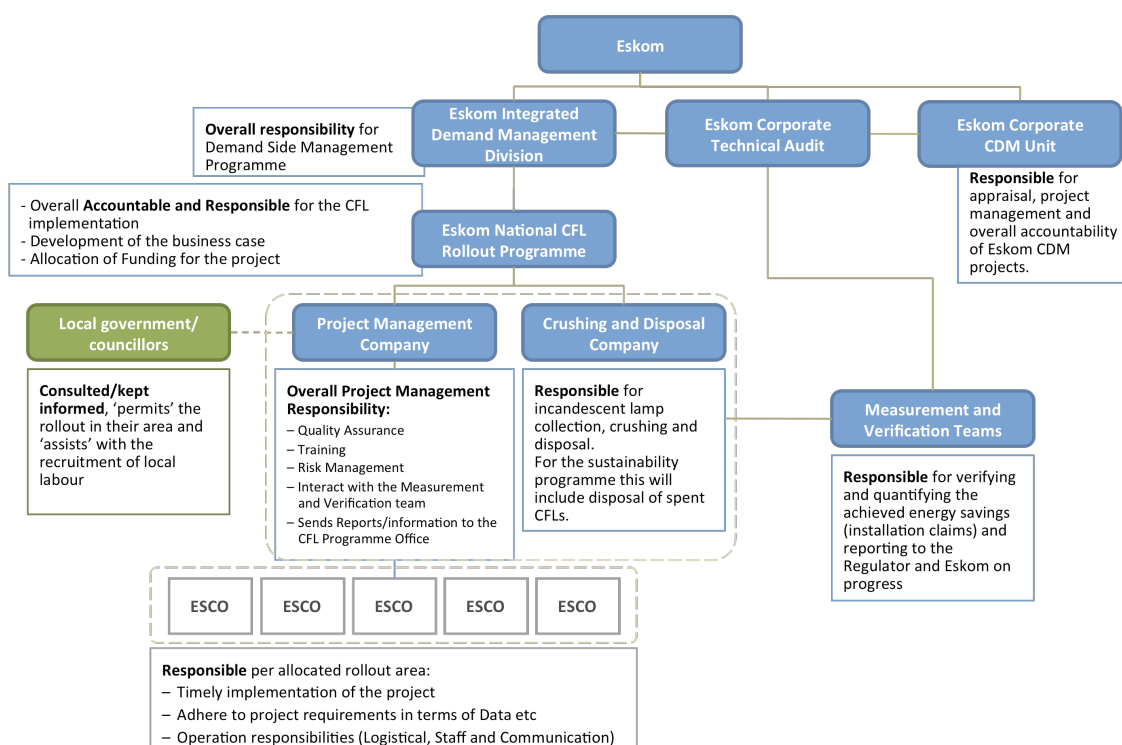 Eskom
Eskom Integrated
Demand Management
Division
Eskom Corporate
Technical Audit
Eskom Corporate
CDM Unit
Overall responsibility for
Demand Side Management
Programme
Responsible for
appraisal, project
management and
overall accountability
of Eskom CDM
projects.
- Overall Accountable and Responsible for the CFL
implementation
- Development of the business case
- Allocation of Funding for the project
Eskom National CFL
Rollout Programme
Local government/
councillors
Project Management
Company
Crushing and Disposal
Company
Consulted/kept
informed, ‘permits’ the
rollout in their area and
‘assists’ with the
recruitment of local
labour
Overall Project Management
Responsibility:
– Quality Assurance
– Training
– Risk Management
– Interact with the Measurement
and Verification team
– Sends Reports/information to the
CFL Programme Office
Responsible for
incandescent lamp
collection, crushing and
disposal.
For the sustainability
programme this will
include disposal of spent
CFLs.
Measurement and
Verification Teams
Responsible for verifying
and quantifying the
achieved energy savings
(installation claims) and
reporting to the
Regulator and Eskom on
progress
ESCO
ESCO
ESCO
ESCO
ESCO
Responsible per allocated rollout area:
– Timely implementation of the project
– Adhere to project requirements in terms of Data etc
– Operation responsibilities (Logistical, Staff and Communication)